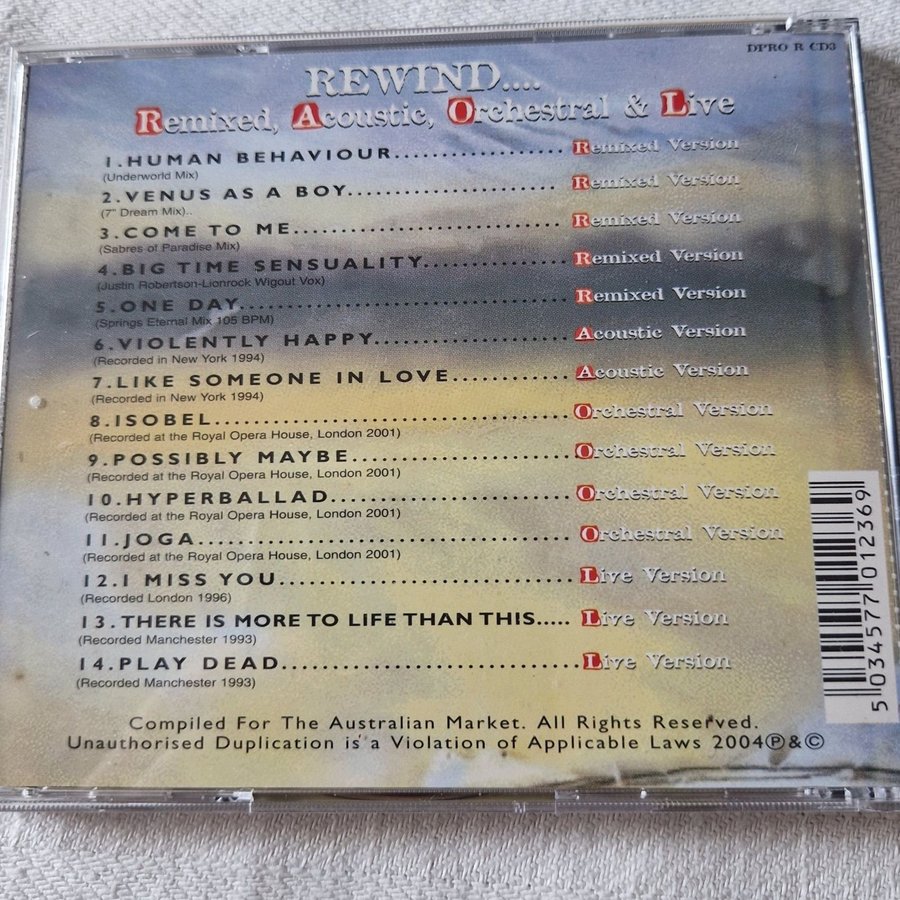 DPRO R CD3
REWIND....
Remixed, Acoustic, Orchestral & Live
1.HUMAN BEHAVIOUR.................. Remixed Version
(Underworld Mix)
2.VENUS AS A BOY...................... Remixed Version
(7" Dream Mix)..
3.COME TO ME............................ Remixed Version
(Sabres of Paradise Mix)
4.BIG TIME SENSUALITY............... Remixed Version
(Justin Robertson-Lionrock Wigout Vox)
5.ONE DAY.................................. Remixed Version
(Springs Eternal Mix 105 BPM)
6.VIOLENTLY HAPPY.................... Acoustic Version
(Recorded in New York 1994)
7.LIKE SOMEONE IN LOVE............ Acoustic Version
(Recorded in New York 1994)
8.ISOBEL..................................... Orchestral Version
(Recorded at the Royal Opera House, London 2001)
9.POSSIBLY MAYBE....................... Orchestral Version
(Recorded at the Royal Opera House, London 2001)
10.HYPERBALLAD......................... Orchestral Version
(Recorded at the Royal Opera House, London 2001)
11.JOGA...................................... Orchestral Version
(Recorded at the Royal Opera House, London 2001)
12.I MISS YOU.............................. Live Version
(Recorded London 1996)
13.THERE IS MORE TO LIFE THAN THIS..... Live Version
(Recorded Manchester 1993)
14.PLAY DEAD...............................Live Version
(Recorded Manchester 1993)
5 034577 012369
Compiled For The Australian Market. All Rights Reserved.
Unauthorised Duplication is a Violation of Applicable Laws 2004℗&©